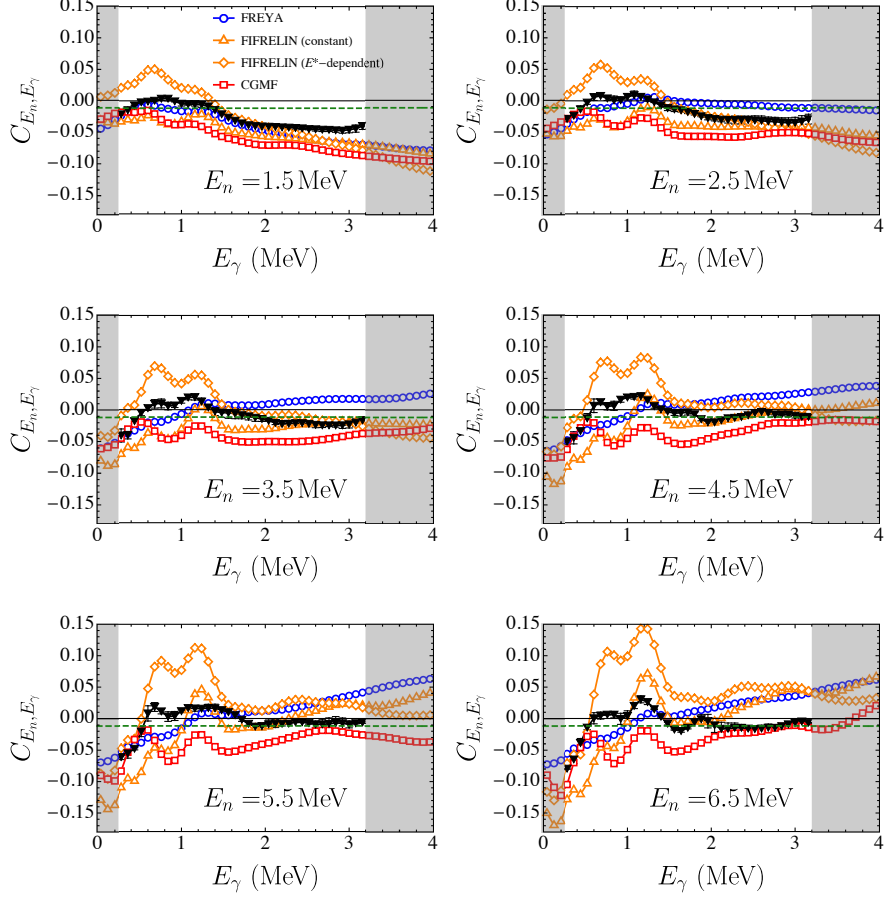 FREYA
FIFRELIN (constant)
FIFRELIN (E*−dependent)
CGMF
0.15
0.10
0.05
0.00
−0.05
−0.10
−0.15
C_{E_n,E_γ}
E_n =1.5 MeV
0 1 2 3 4
E_γ (MeV)
0.15
0.10
0.05
0.00
−0.05
−0.10
−0.15
C_{E_n,E_γ}
E_n =2.5 MeV
0 1 2 3 4
E_γ (MeV)
0.15
0.10
0.05
0.00
−0.05
−0.10
−0.15
C_{E_n,E_γ}
E_n =3.5 MeV
0 1 2 3 4
E_γ (MeV)
0.15
0.10
0.05
0.00
−0.05
−0.10
−0.15
C_{E_n,E_γ}
E_n =4.5 MeV
0 1 2 3 4
E_γ (MeV)
0.15
0.10
0.05
0.00
−0.05
−0.10
−0.15
C_{E_n,E_γ}
E_n =5.5 MeV
0 1 2 3 4
E_γ (MeV)
0.15
0.10
0.05
0.00
−0.05
−0.10
−0.15
C_{E_n,E_γ}
E_n =6.5 MeV
0 1 2 3 4
E_γ (MeV)